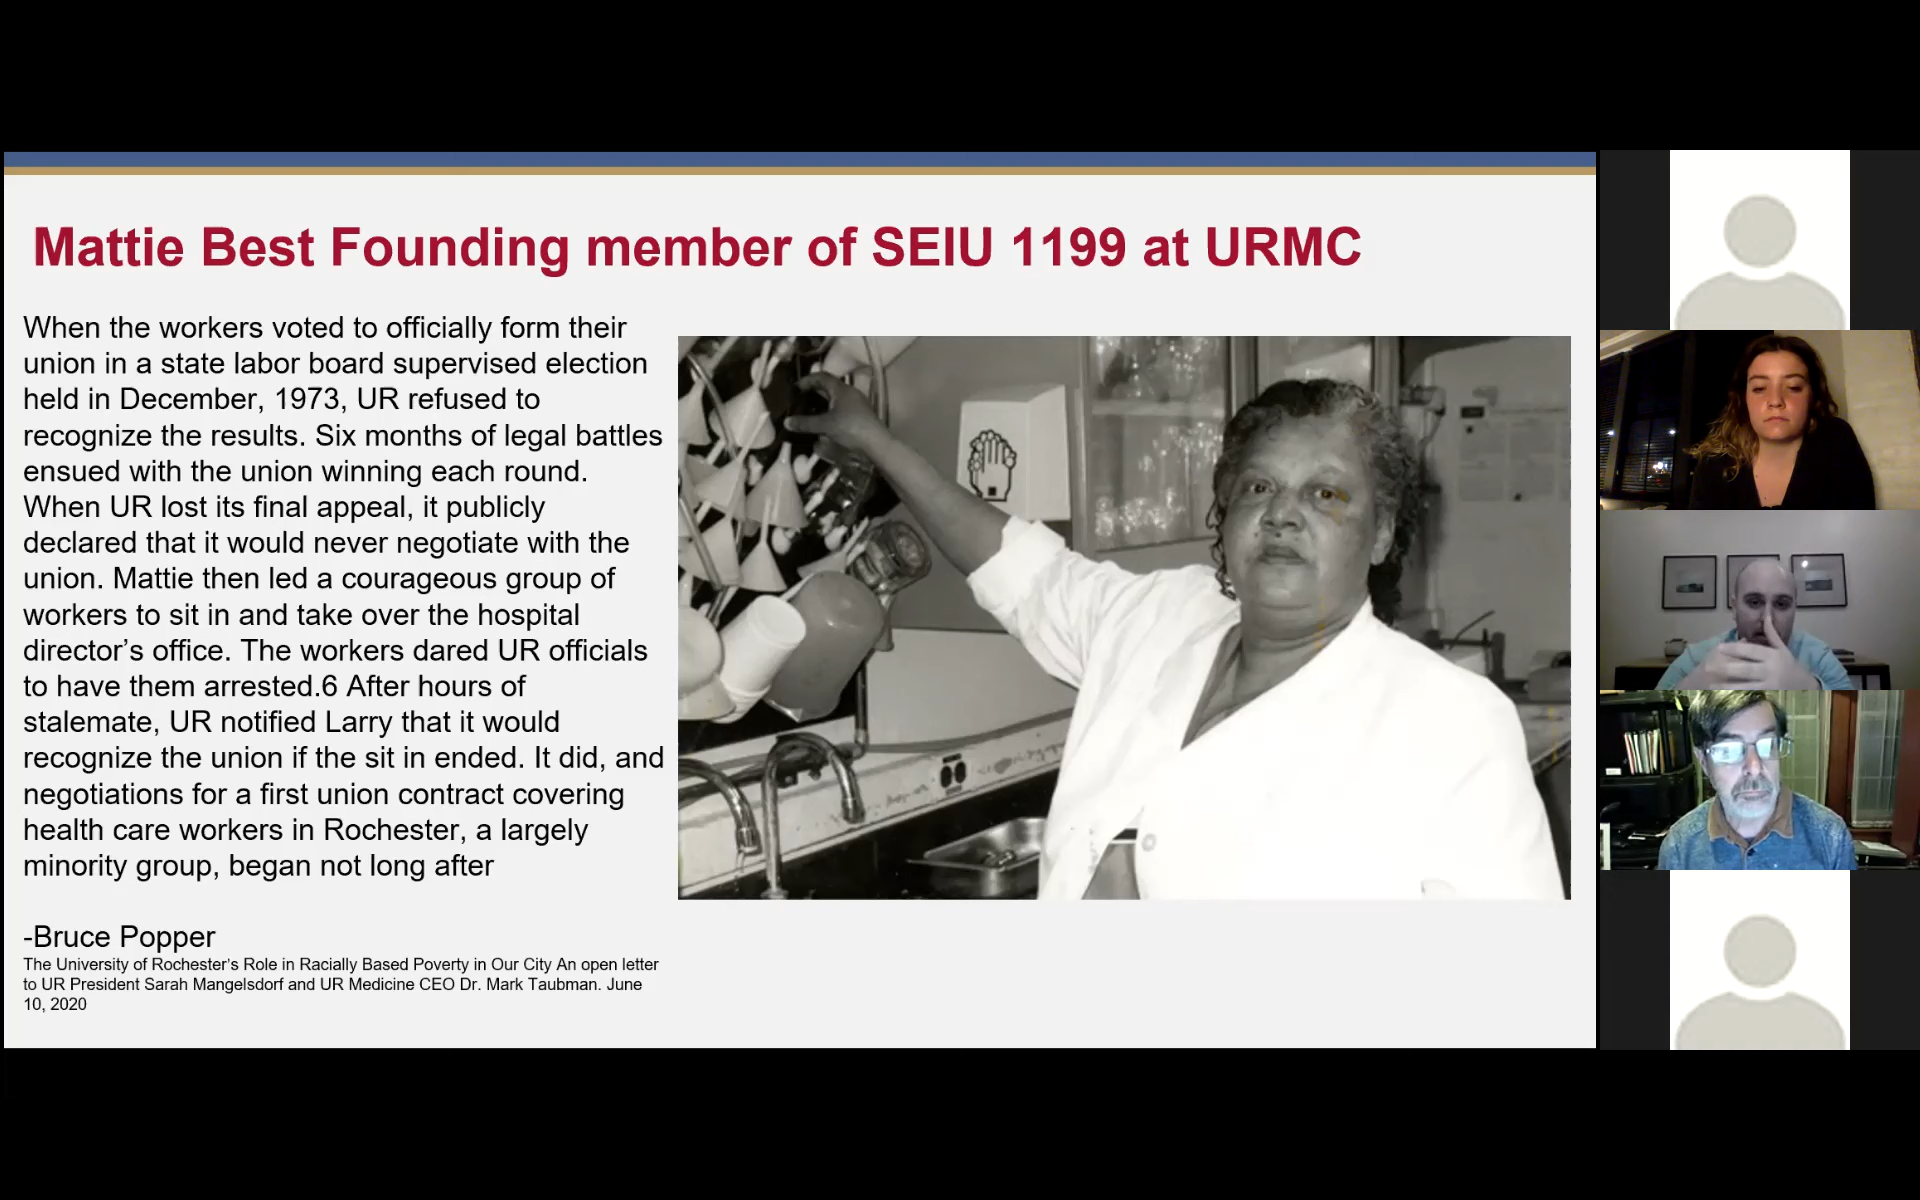 Mattie Best Founding member of SEIU 1199 at URMC
When the workers voted to officially form their
union in a state labor board supervised election
held in December, 1973, UR refused to
recognize the results. Six months of legal battles
ensued with the union winning each round.
When UR lost its final appeal, it publicly
declared that it would never negotiate with the
union. Mattie then led a courageous group of
workers to sit in and take over the hospital
director’s office. The workers dared UR officials
to have them arrested.6 After hours of
stalemate, UR notified Larry that it would
recognize the union if the sit in ended. It did, and
negotiations for a first union contract covering
health care workers in Rochester, a largely
minority group, began not long after
-Bruce Popper
The University of Rochester’s Role in Racially Based Poverty in Our City An open letter
to UR President Sarah Mangelsdorf and UR Medicine CEO Dr. Mark Taubman. June
10, 2020